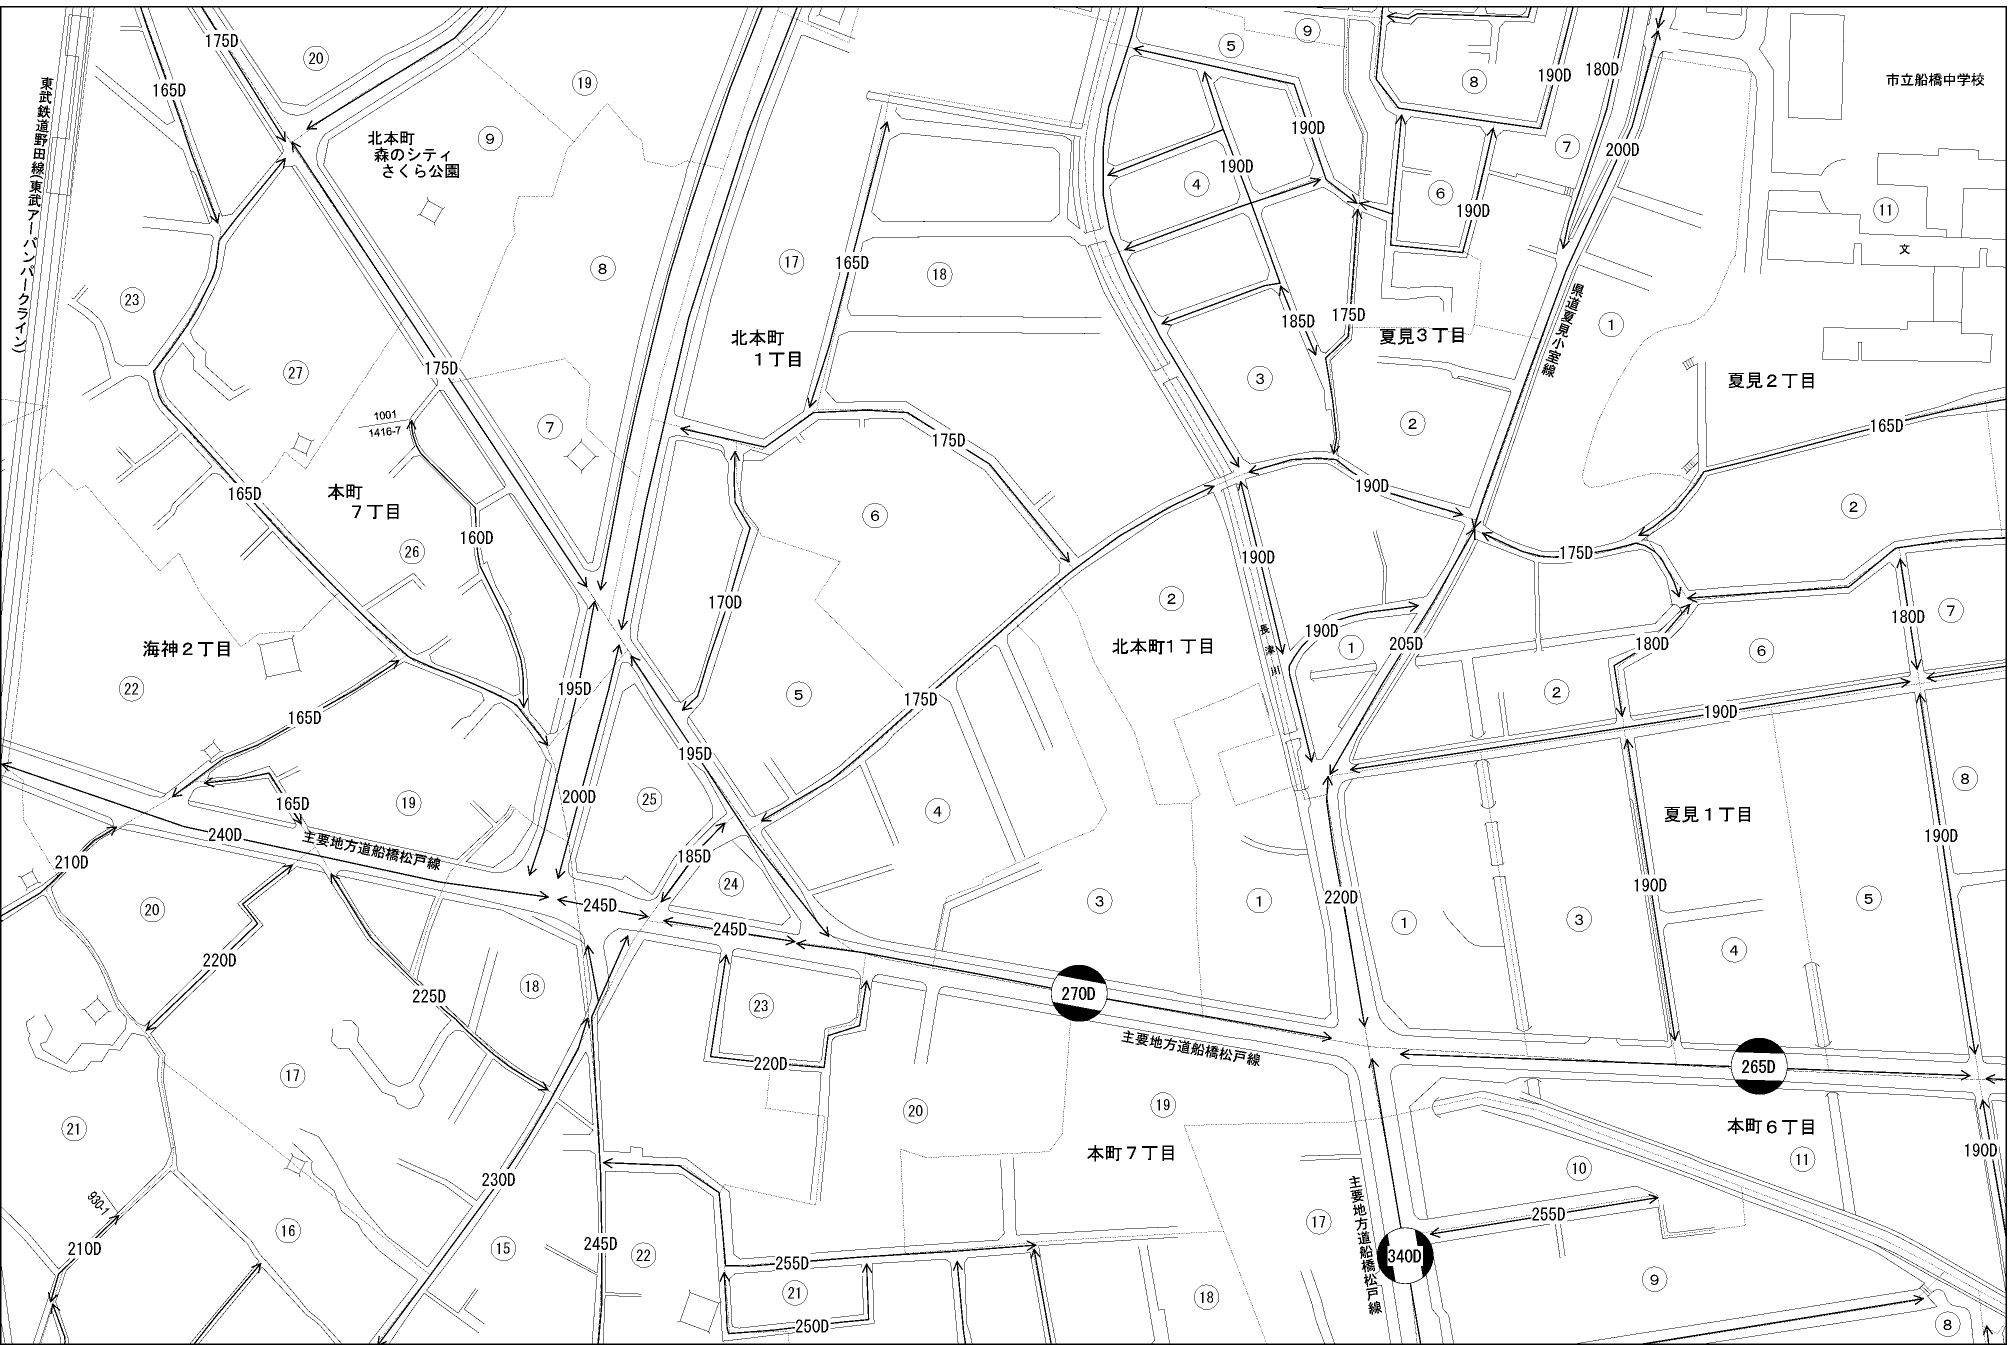 175D
⑳
165D
⑲
東武鉄道野田線(東武アーバンパークライン)
北本町
森のシティ
さくら公園
⑨
⑧
㉓
㉗
175D
1001
1416-7
⑦
165D
本町
7丁目
㉖
160D
海神2丁目
㉒
165D
195D
165D
⑲
200D
㉕
240D
主要地方道船橋松戸線
210D
⑳
220D
225D
⑱
⑰
㉑
930-1
210D
⑯
230D
⑮
245D
㉒
⑰
165D
⑱
北本町
1丁目
175D
⑥
170D
⑤
175D
195D
185D
㉔
④
245D
245D
③
㉓
220D
⑳
270D
主要地方道船橋松戸線
⑲
本町7丁目
255D
㉑
250D
⑱
⑰
主要地方道船橋松戸線
340D
⑤
⑨
⑧
190D
180D
190D
190D
④
⑥
190D
⑦
200D
185D
175D
夏見3丁目
③
②
県道夏見小室線
①
190D
190D
②
北本町1丁目
長津川
190D
①
205D
①
220D
市立船橋中学校
⑪
文
夏見2丁目
165D
②
175D
180D
⑦
180D
⑥
②
190D
⑧
夏見1丁目
190D
190D
①
③
④
⑤
265D
本町6丁目
190D
⑩
⑪
255D
⑨
⑧